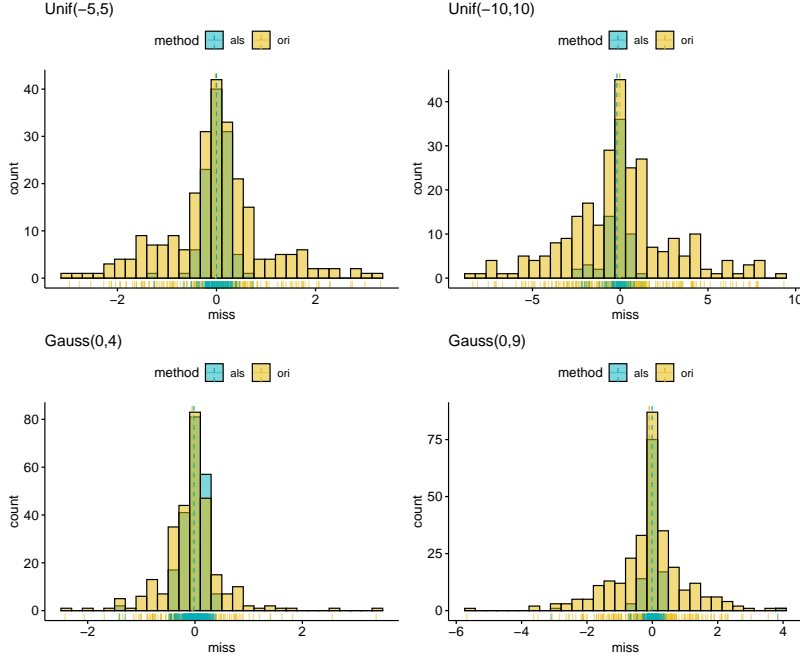 Unif(−5,5)
method als ori
count
40
30
20
10
0
−2 0 2
miss
Unif(−10,10)
method als ori
count
40
30
20
10
0
−5 0 5 10
miss
Gauss(0,4)
method als ori
count
80
60
40
20
0
−2 0 2
miss
Gauss(0,9)
method als ori
count
75
50
25
0
−6 −4 −2 0 2 4
miss